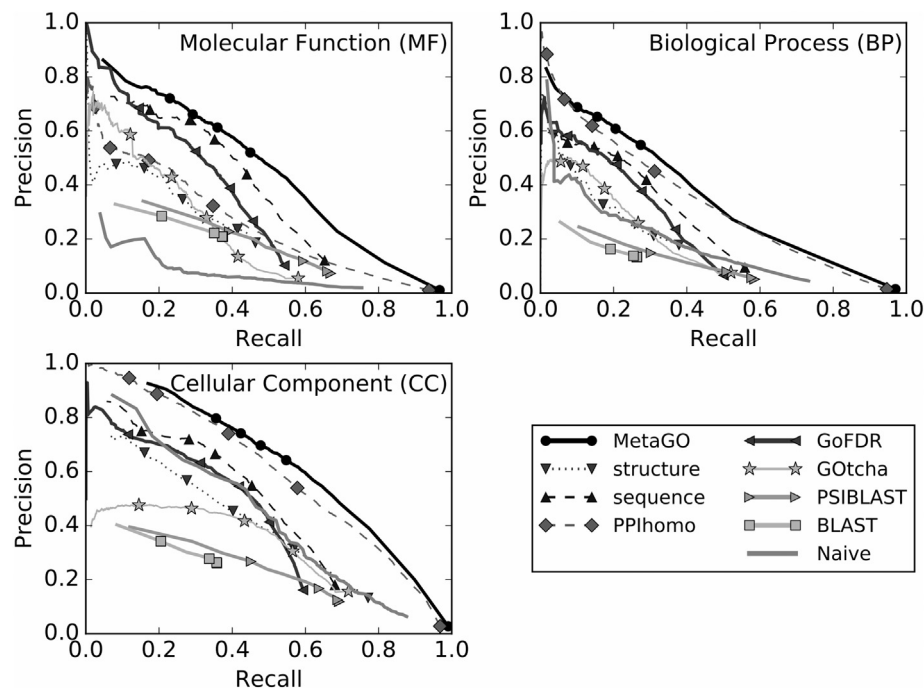 Molecular Function (MF)
Precision
1.0
0.8
0.6
0.4
0.2
0.0
0.0 0.2 0.4 0.6 0.8 1.0
Recall
Biological Process (BP)
Precision
1.0
0.8
0.6
0.4
0.2
0.0
0.0 0.2 0.4 0.6 0.8 1.0
Recall
Cellular Component (CC)
Precision
1.0
0.8
0.6
0.4
0.2
0.0
0.0 0.2 0.4 0.6 0.8 1.0
Recall
MetaGO
structure
sequence
PPIhomo
GoFDR
GOtcha
PSIBLAST
BLAST
Naive